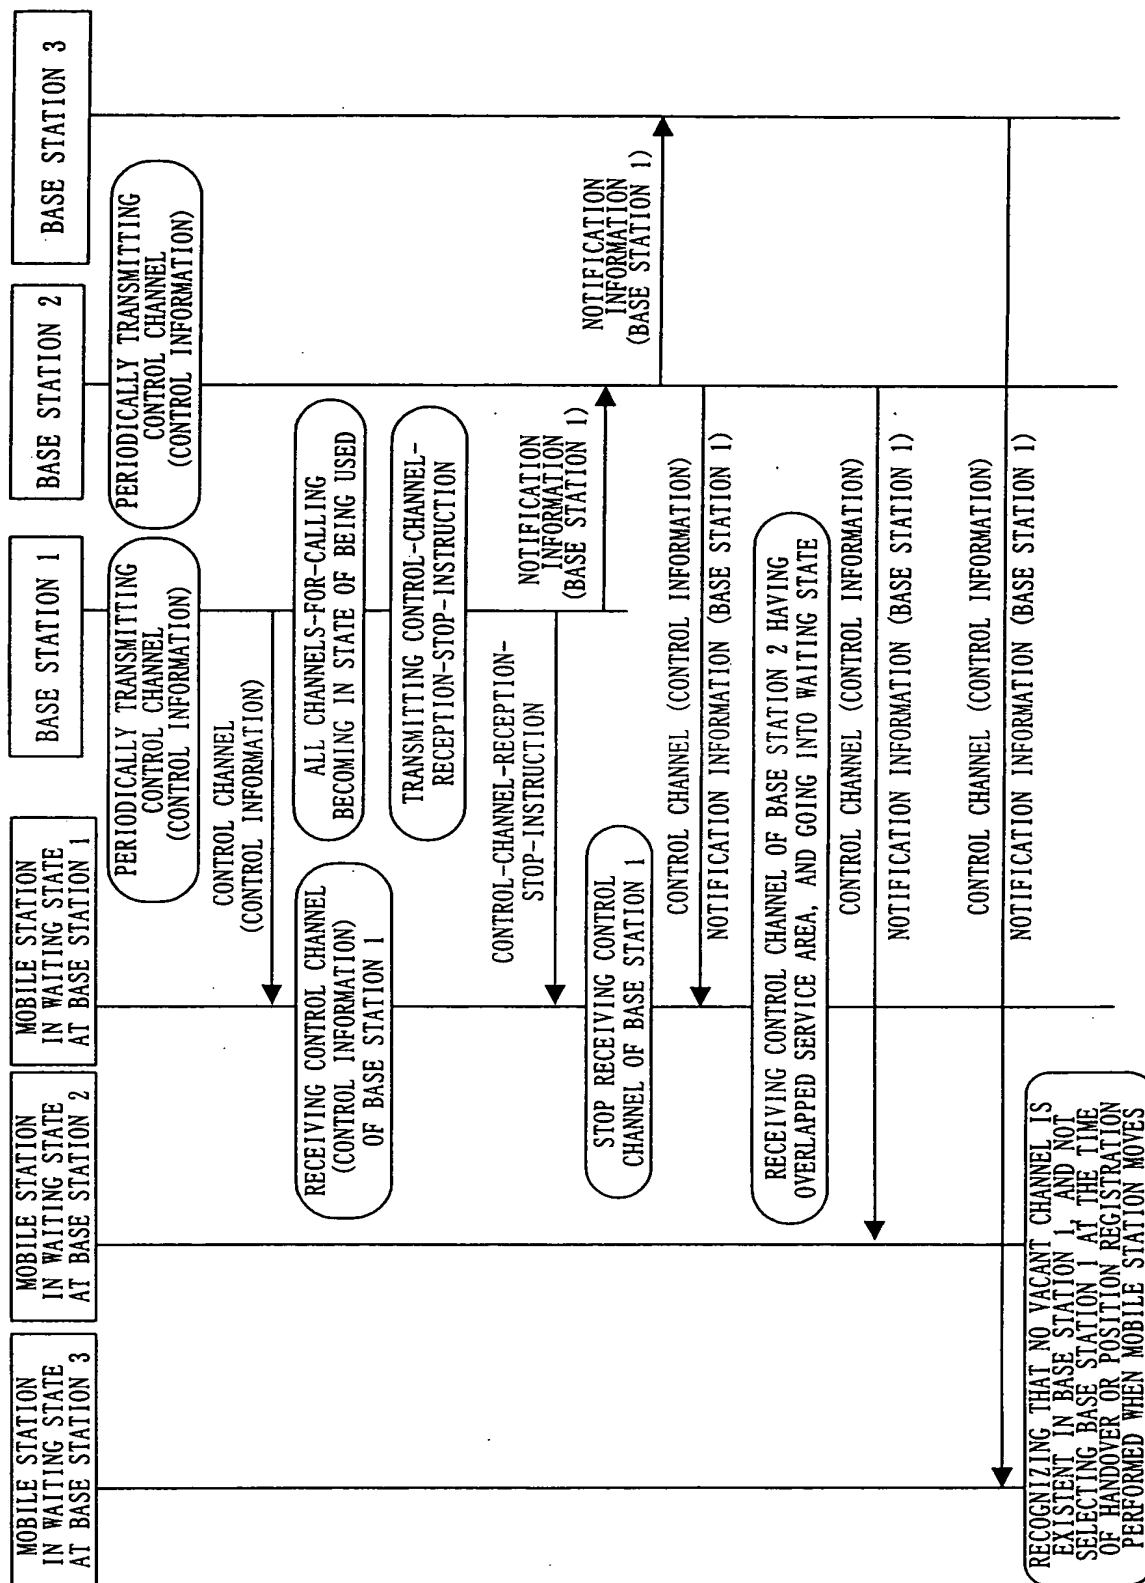 MOBILE STATION
IN WAITING STATE
AT BASE STATION 3
MOBILE STATION
IN WAITING STATE
AT BASE STATION 2
MOBILE STATION
IN WAITING STATE
AT BASE STATION 1
BASE STATION 1
BASE STATION 2
BASE STATION 3
PERIODICALLY TRANSMITTING
CONTROL CHANNEL
(CONTROL INFORMATION)
PERIODICALLY TRANSMITTING
CONTROL CHANNEL
(CONTROL INFORMATION)
CONTROL CHANNEL
(CONTROL INFORMATION)
RECEIVING CONTROL CHANNEL
(CONTROL INFORMATION)
OF BASE STATION 1
ALL CHANNELS-FOR-CALLING
BECOMING IN STATE OF BEING USED
TRANSMITTING CONTROL-CHANNEL-
RECEPTION-STOP-INSTRUCTION
CONTROL-CHANNEL-RECEPTION-
STOP-INSTRUCTION
NOTIFICATION
INFORMATION
(BASE STATION 1)
NOTIFICATION
INFORMATION
(BASE STATION 1)
STOP RECEIVING CONTROL
CHANNEL OF BASE STATION 1
CONTROL CHANNEL (CONTROL INFORMATION)
NOTIFICATION INFORMATION (BASE STATION 1)
RECEIVING CONTROL CHANNEL OF BASE STATION 2 HAVING
OVERLAPPED SERVICE AREA, AND GOING INTO WAITING STATE
CONTROL CHANNEL (CONTROL INFORMATION)
NOTIFICATION INFORMATION (BASE STATION 1)
CONTROL CHANNEL (CONTROL INFORMATION)
NOTIFICATION INFORMATION (BASE STATION 1)
RECOGNIZING THAT NO VACANT CHANNEL IS
EXISTENT IN BASE STATION 1, AND NOT
SELECTING BASE STATION 1 AT THE TIME
OF HANDOVER OR POSITION REGISTRATION
PERFORMED WHEN MOBILE STATION MOVES